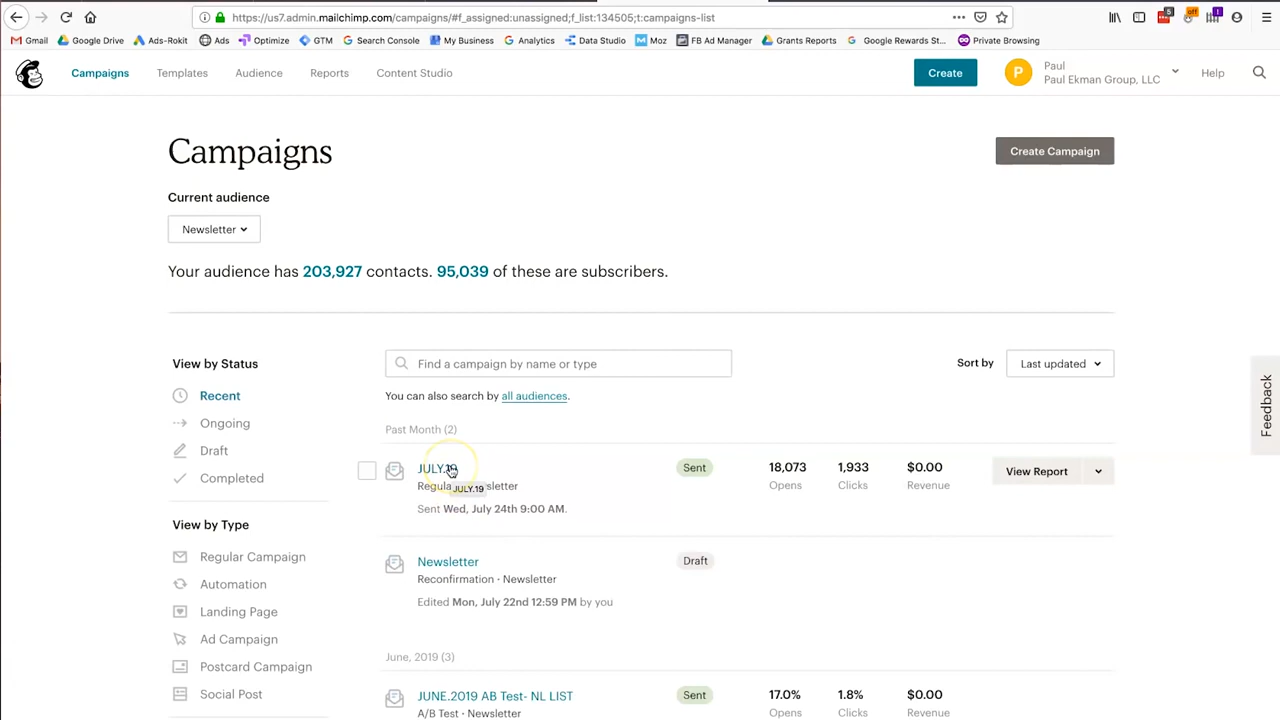 https://us7.admin.mailchimp.com/campaigns/#f_assigned:unassigned;f_list:134505;t:campaigns-list
5
off
1
Gmail
Google Drive
Ads-Rokit
Ads
Optimize
GTM
Search Console
My Business
Analytics
Data Studio
Moz
FB Ad Manager
Grants Reports
Google Rewards St...
Private Browsing
Campaigns
Templates
Audience
Reports
Content Studio
Create
P
Paul
Paul Ekman Group, LLC
Help
Campaigns
Create Campaign
Current audience
Newsletter
Your audience has 203,927 contacts. 95,039 of these are subscribers.
View by Status
Recent
Ongoing
Draft
Completed
View by Type
Regular Campaign
Automation
Landing Page
Ad Campaign
Postcard Campaign
Social Post
Find a campaign by name or type
Sort by
Last updated
You can also search by all audiences.
Past Month (2)
JULY.19
JULY.19
Sent Wed, July 24th 9:00 AM.
Sent
18,073
Opens
1,933
Clicks
$0.00
Revenue
View Report
Newsletter
Reconfirmation · Newsletter
Edited Mon, July 22nd 12:59 PM by you
Draft
June, 2019 (3)
JUNE.2019 AB Test- NL LIST
A/B Test · Newsletter
Sent
17.0%
Opens
1.8%
Clicks
$0.00
Revenue
Feedback